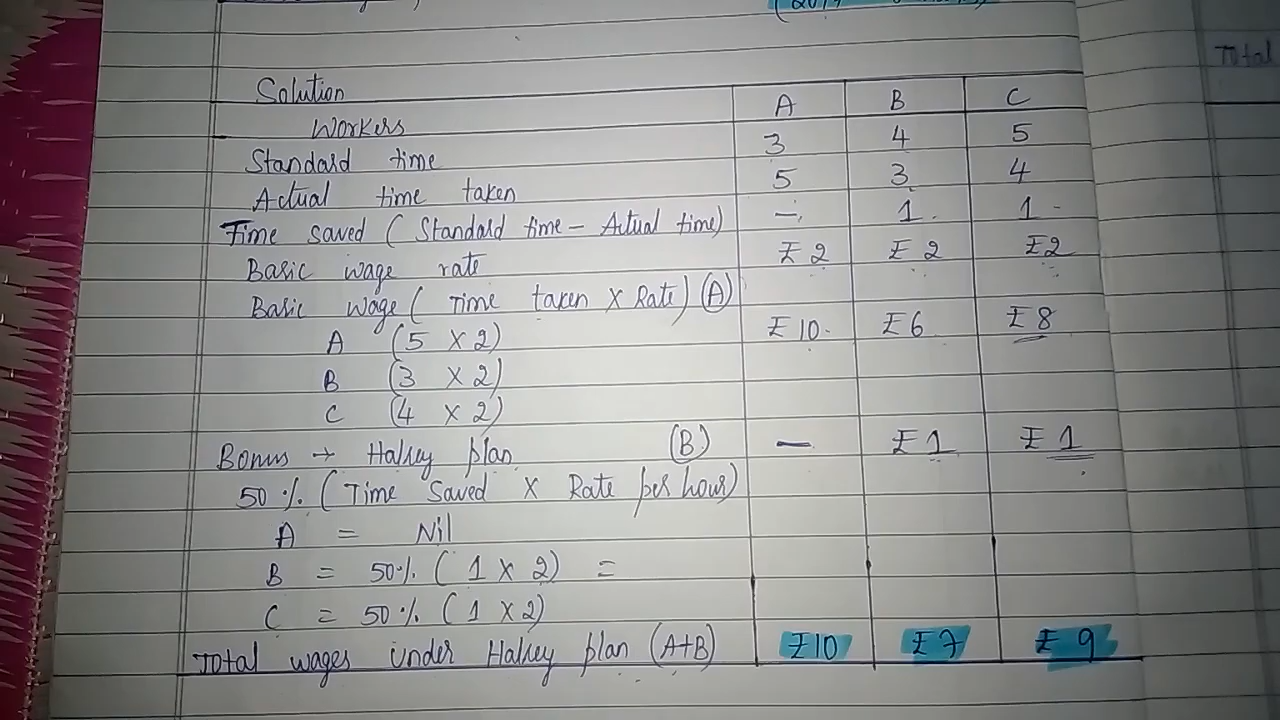 (2019
Total
Solution
Workers A B C
Standard time 3 4 5
Actual time taken 5 3 4
Time saved (Standard time - Actual time) - 1 1
Basic wage rate ₹2 ₹2 ₹2
Basic wage (Time taken X Rate) (A)
A (5 X 2) ₹10 ₹6 ₹8
B (3 X 2)
C (4 X 2)
Bonus → Halsey plan (B) - ₹1 ₹1
50% (Time Saved X Rate per hour)
A = Nil
B = 50% (1 X 2) =
C = 50% (1 X 2)
Total wages under Halsey plan (A+B) ₹10 ₹7 ₹9